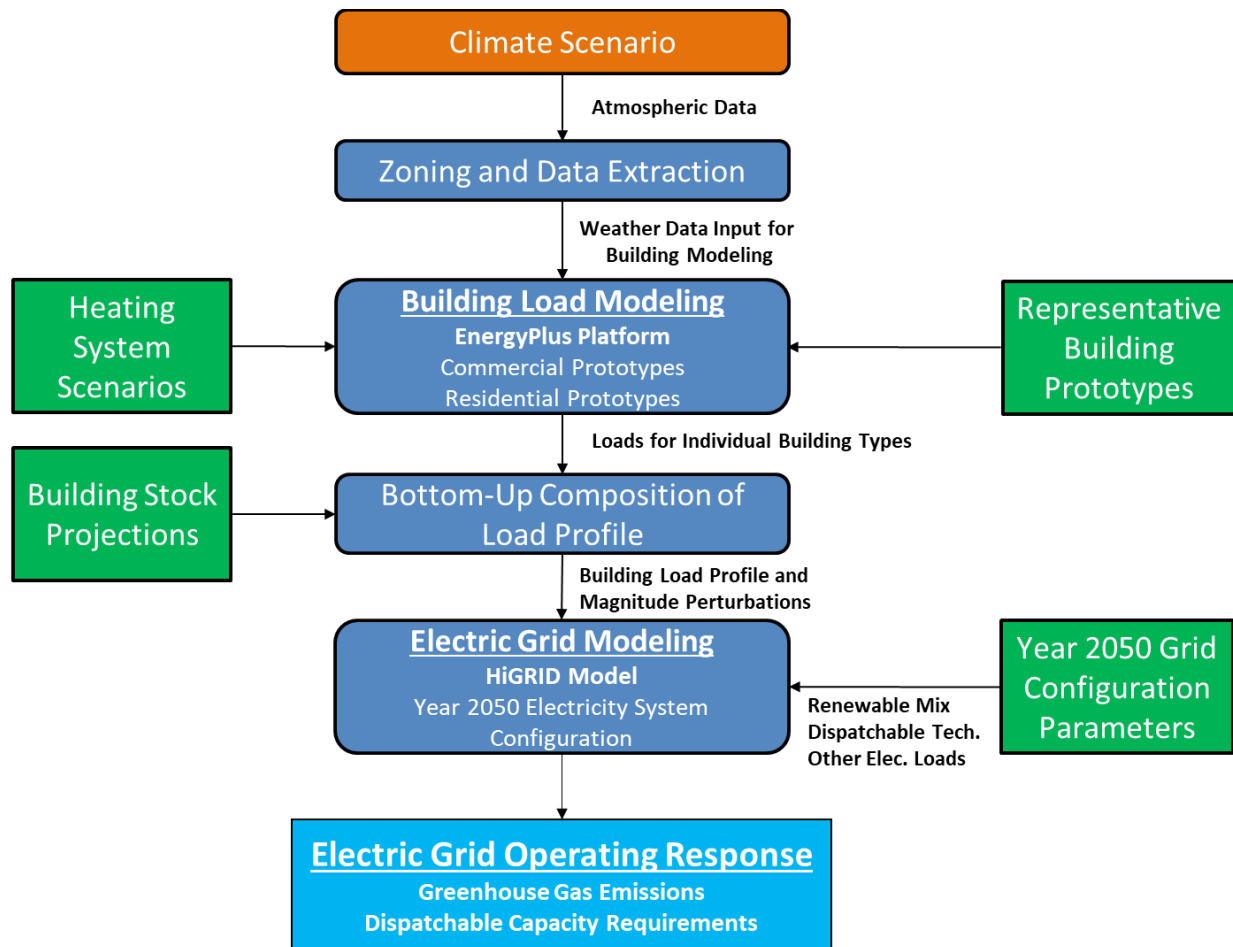 Climate Scenario
Atmospheric Data
Zoning and Data Extraction
Weather Data Input for
Building Modeling
Heating
System
Scenarios
Building Load Modeling
EnergyPlus Platform
Commercial Prototypes
Residential Prototypes
Representative
Building
Prototypes
Loads for Individual Building Types
Building Stock
Projections
Bottom-Up Composition of
Load Profile
Building Load Profile and
Magnitude Perturbations
Electric Grid Modeling
HiGRID Model
Year 2050 Electricity System
Configuration
Renewable Mix
Dispatchable Tech.
Other Elec. Loads
Year 2050 Grid
Configuration
Parameters
Electric Grid Operating Response
Greenhouse Gas Emissions
Dispatchable Capacity Requirements